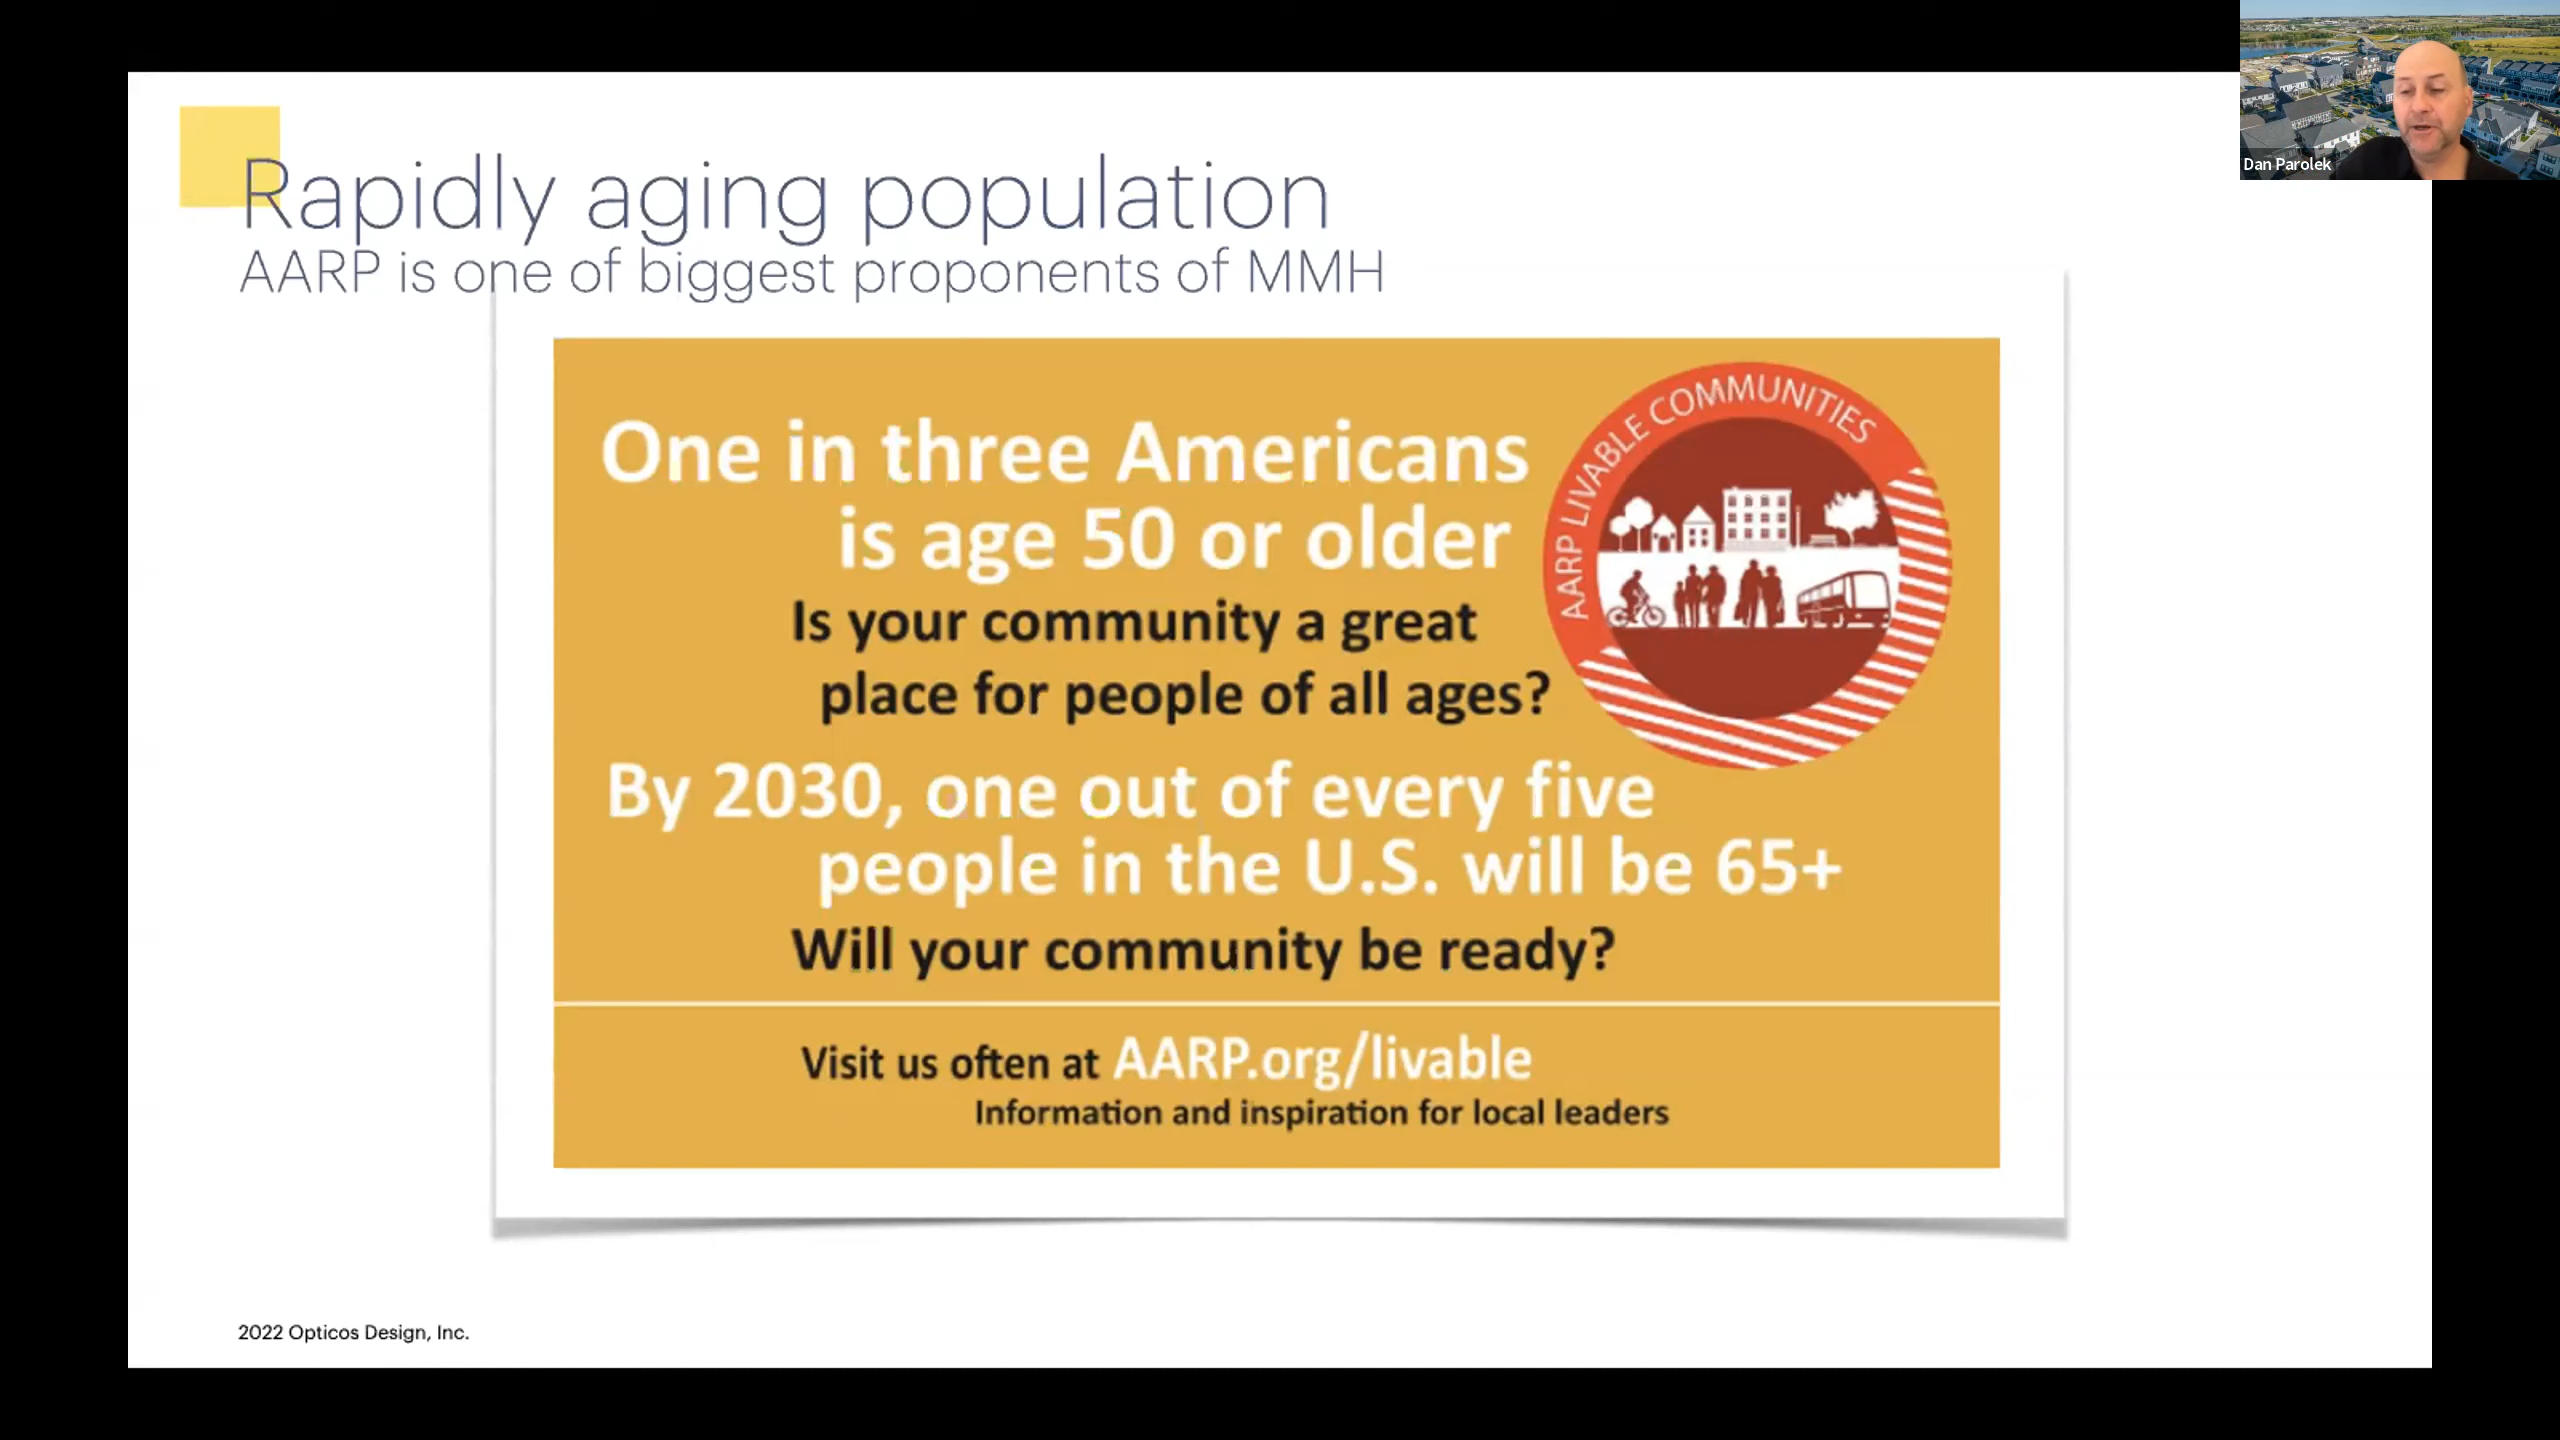 Rapidly aging population
AARP is one of biggest proponents of MMH
Dan Parolek
One in three Americans
is age 50 or older
Is your community a great
place for people of all ages?
AARP LIVABLE COMMUNITIES
By 2030, one out of every five
people in the U.S. will be 65+
Will your community be ready?
Visit us often at AARP.org/livable
Information and inspiration for local leaders
2022 Opticos Design, Inc.